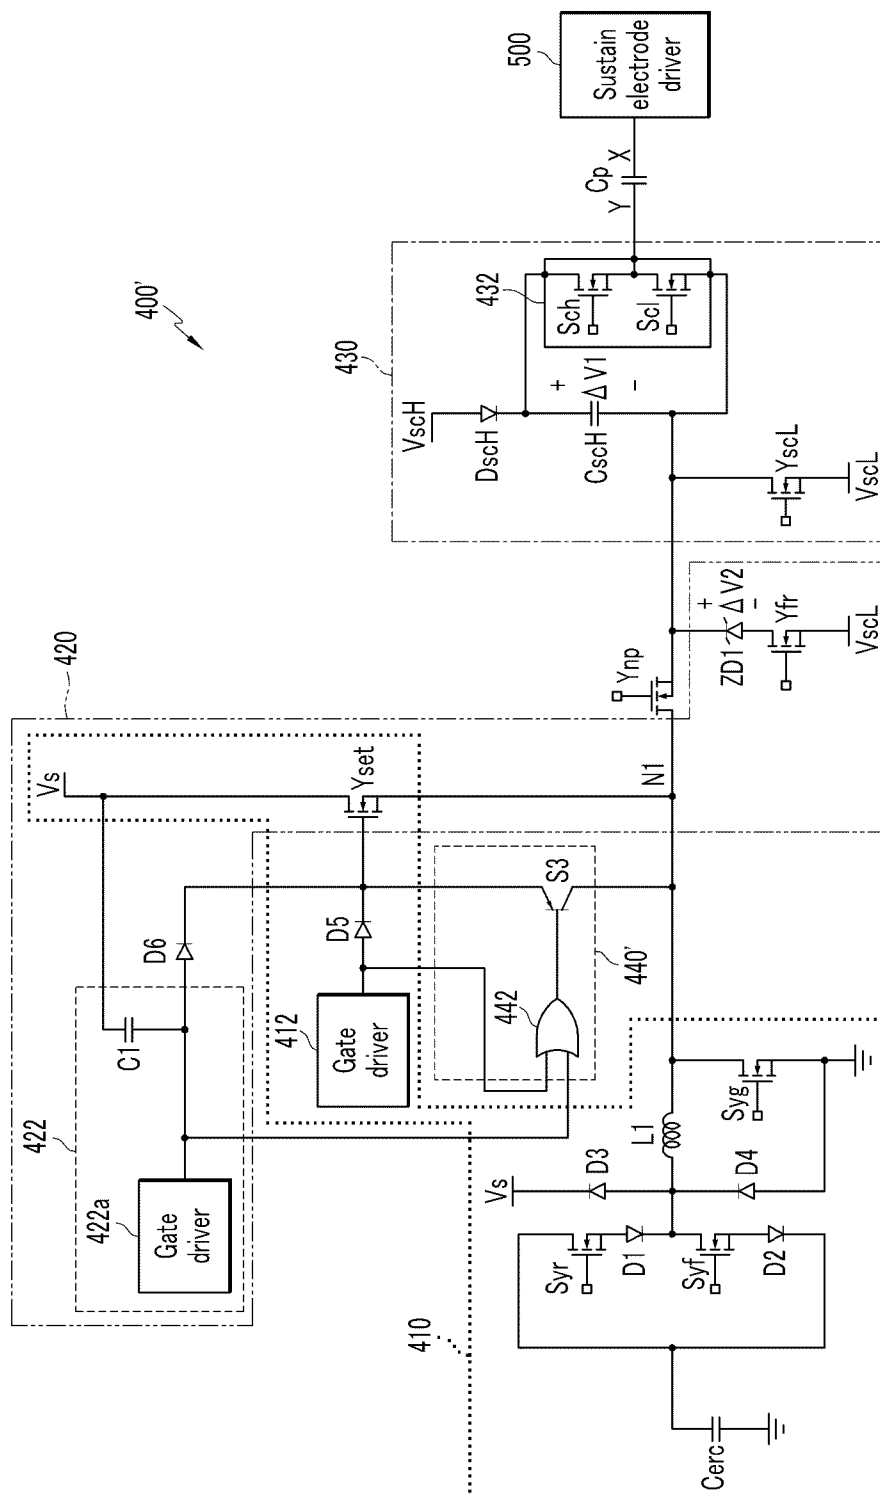 400'
420
422
422a
Gate
driver
C1
D6
Vs
Yset
412
Gate
driver
D5
440'
442
S3
N1
410
Cerc
Syr
D1
Syf
D2
Vs
D3
D4
L1
Syg
Ynp
ZD1
+
ΔV2
−
Yfr
VscL
430
VscH
DscH
CscH
+
ΔV1
−
432
Sch
Scl
YscL
VscL
Y
Cp
X
500
Sustain
electrode
driver